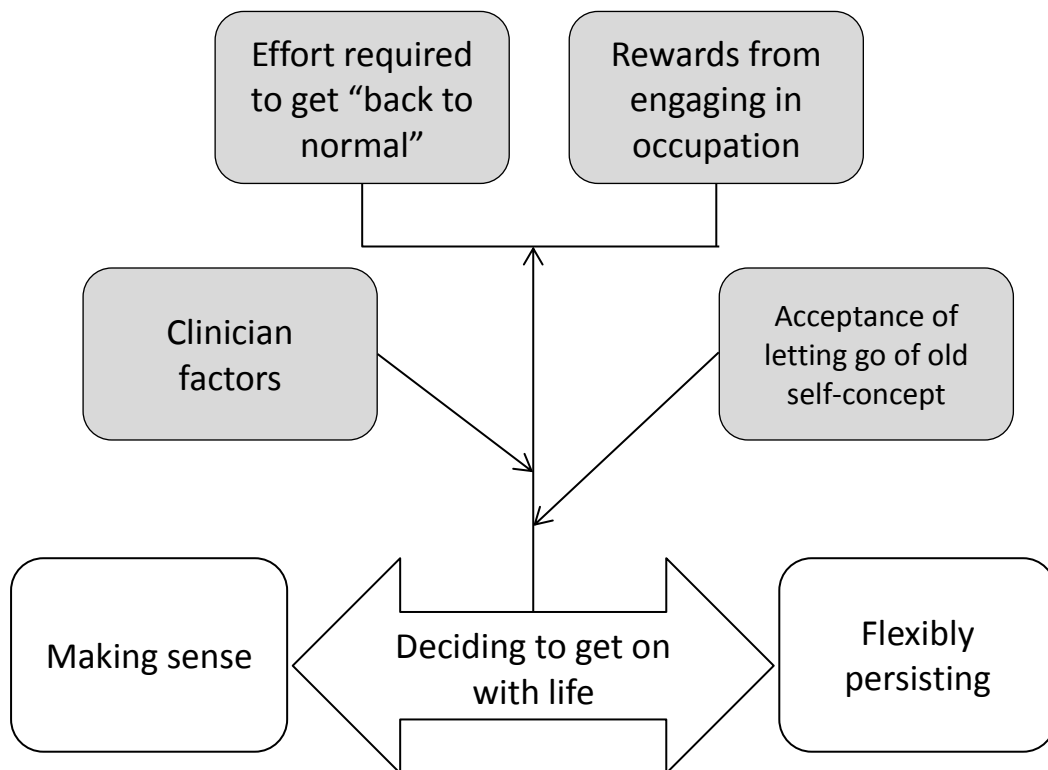 Effort required
to get “back to
normal”
Rewards from
engaging in
occupation
Clinician
factors
Acceptance of
letting go of old
self-concept
Making sense
Deciding to get on
with life
Flexibly
persisting